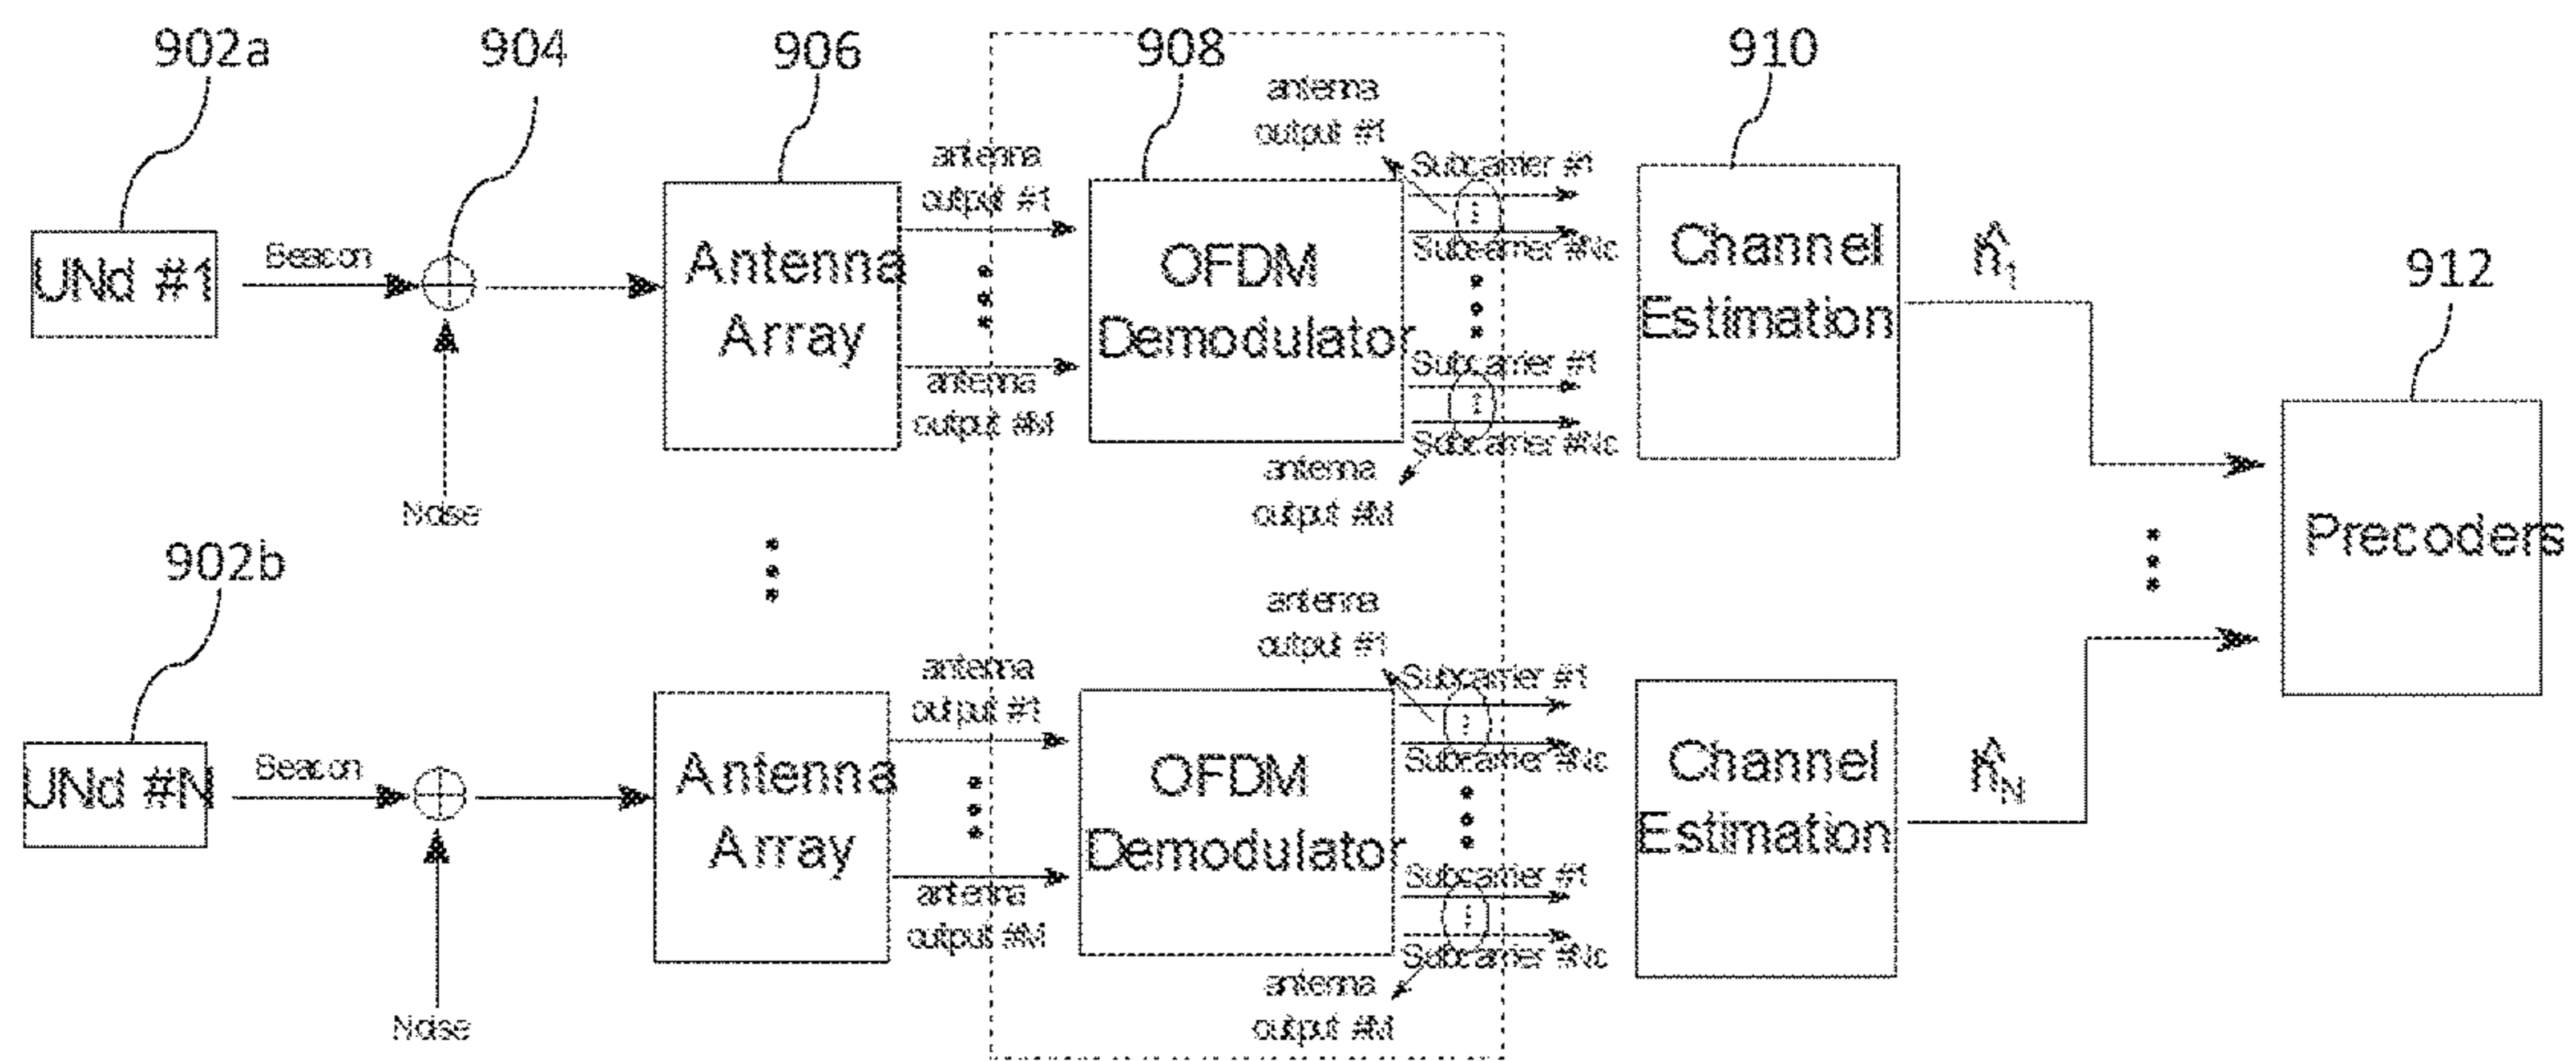 902a
904
906
908
910
912
902b
UNd #1
Beacon
Noise
Antenna
Array
antenna
output #1
antenna
output #M
OFDM
Demodulator
antenna
output #1
Subcarrier #1
Subcarrier #Nc
Subcarrier #1
Subcarrier #Nc
antenna
output #M
Channel
Estimation
ĥ1
Precoders
UNd #N
Beacon
Noise
Antenna
Array
antenna
output #1
antenna
output #M
OFDM
Demodulator
antenna
output #1
Subcarrier #1
Subcarrier #Nc
Subcarrier #1
Subcarrier #Nc
antenna
output #M
Channel
Estimation
ĥN